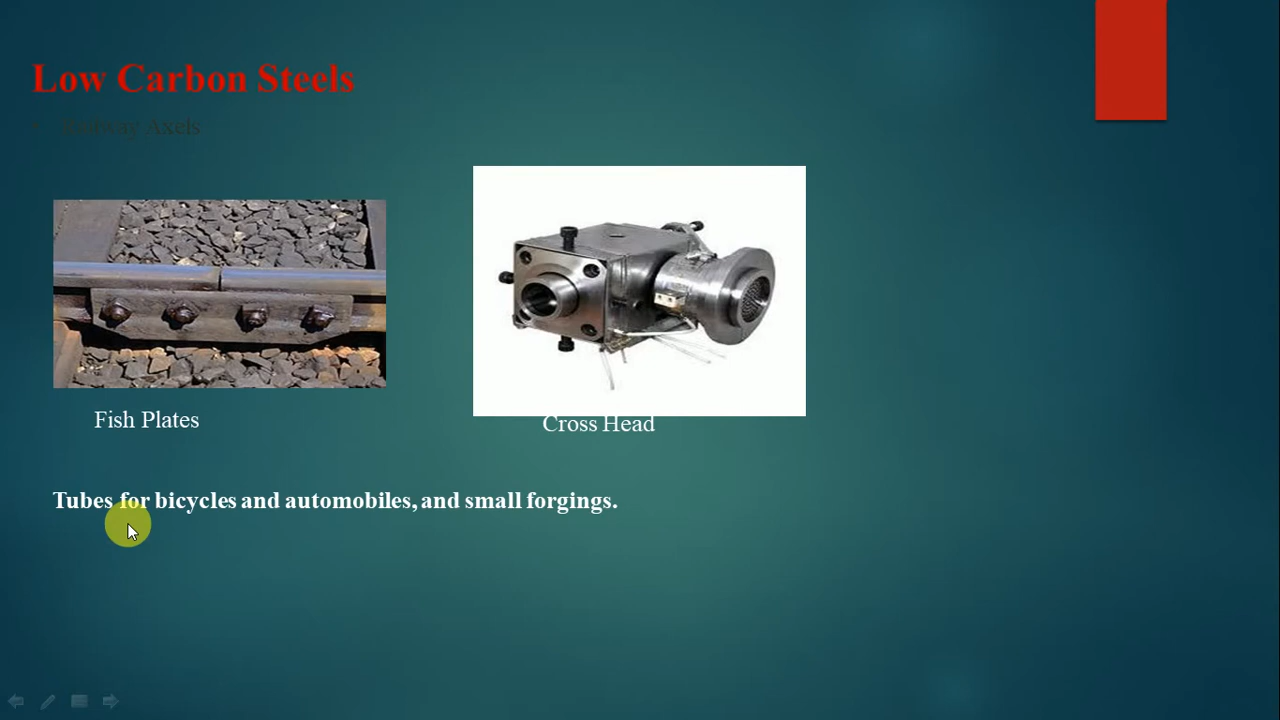 Low Carbon Steels
• Railway Axels
Fish Plates
Cross Head
Tubes for bicycles and automobiles, and small forgings.